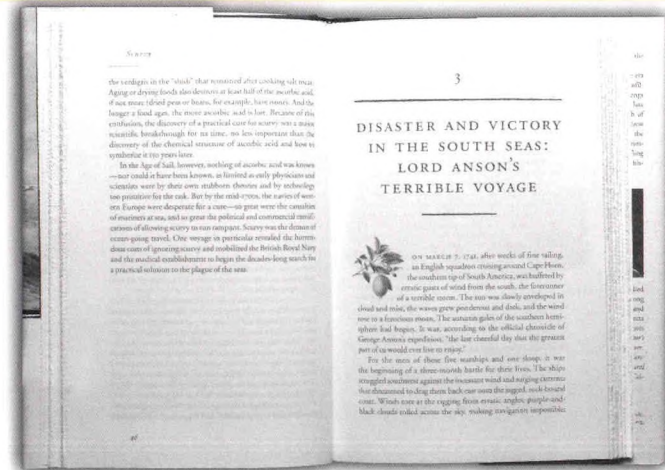 Scurvy
the verdigris in the "slush" that remained after cooking salt meat.
Aging or drying foods also destroys at least half of the ascorbic acid,
if not more (dried peas or beans, for example, have none). And the
longer a food ages, the more ascorbic acid is lost. Because of this
confusion, the discovery of a practical cure for scurvy was a major
scientific breakthrough for its time, no less important than the
discovery of the chemical structure of ascorbic acid and how to
synthesize it 150 years later.
In the Age of Sail, however, nothing of ascorbic acid was known
—nor could it have been known, as limited as early physicians and
scientists were by their own stubborn theories and by technology
too primitive for the task. But by the mid-1700s, the navies of west-
ern Europe were desperate for a cure—so great were the casualties
of mariners at sea, and so great the political and commercial ramifi-
cations of allowing scurvy to run rampant. Scurvy was the demon of
ocean-going travel. One voyage in particular revealed the horren-
dous costs of ignoring scurvy and mobilized the British Royal Navy
and the medical establishment to begin the decades-long search for
a practical solution to the plague of the seas.
3
DISASTER AND VICTORY
IN THE SOUTH SEAS:
LORD ANSON'S
TERRIBLE VOYAGE
ON MARCH 7, 1741, after weeks of fine sailing,
an English squadron cruising around Cape Horn,
the southern tip of South America, was buffeted by
erratic gusts of wind from the south, the forerunner
of a terrible storm. The sun was slowly enveloped in
cloud and mist, the waves grew ponderous and dark, and the wind
rose to a ferocious moan. The autumn gales of the southern hemi-
sphere had begun. It was, according to the official chronicle of
George Anson's expedition, "the last cheerful day that the greatest
part of us would ever live to enjoy."
For the men of these five warships and one sloop, it was
the beginning of a three-month battle for their lives. The ships
struggled southwest against the incessant wind and surging currents
that threatened to drag them back east onto the jagged, rock-bound
coast. Winds tore at the rigging from erratic angles; purple-and-
black clouds rolled across the sky, making navigation impossible;